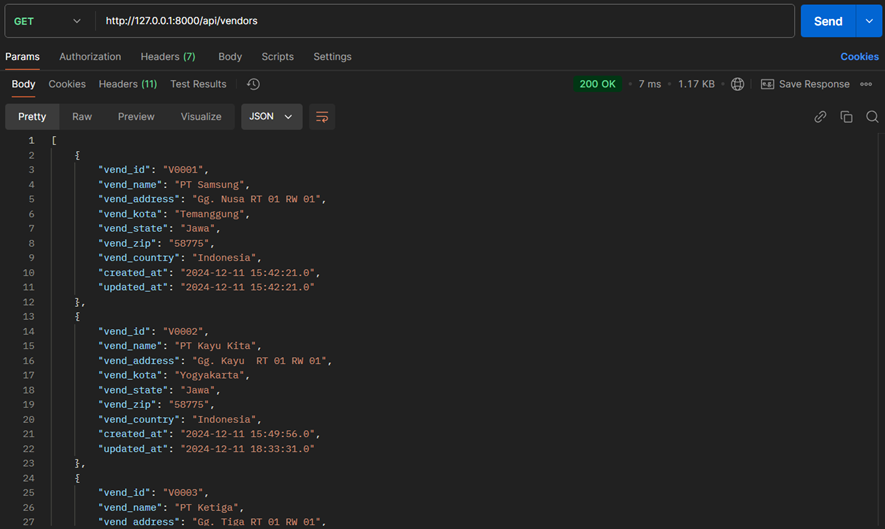 GET http://127.0.0.1:8000/api/vendors Send
Params Authorization Headers (7) Body Scripts Settings Cookies
Body Cookies Headers (11) Test Results 200 OK 7 ms 1.17 KB Save Response
Pretty Raw Preview Visualize JSON
1 [
2 {
3 "vend_id": "V0001",
4 "vend_name": "PT Samsung",
5 "vend_address": "Gg. Nusa RT 01 RW 01",
6 "vend_kota": "Temanggung",
7 "vend_state": "Jawa",
8 "vend_zip": "58775",
9 "vend_country": "Indonesia",
10 "created_at": "2024-12-11 15:42:21.0",
11 "updated_at": "2024-12-11 15:42:21.0"
12 },
13 {
14 "vend_id": "V0002",
15 "vend_name": "PT Kayu Kita",
16 "vend_address": "Gg. Kayu  RT 01 RW 01",
17 "vend_kota": "Yogyakarta",
18 "vend_state": "Jawa",
19 "vend_zip": "58775",
20 "vend_country": "Indonesia",
21 "created_at": "2024-12-11 15:49:56.0",
22 "updated_at": "2024-12-11 18:33:31.0"
23 },
24 {
25 "vend_id": "V0003",
26 "vend_name": "PT Ketiga",
27 "vend_address": "Gg. Tiga RT 01 RW 01",